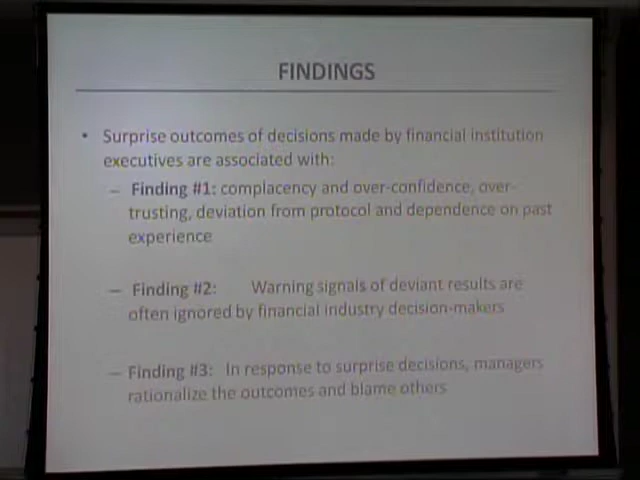 FINDINGS
• Surprise outcomes of decisions made by financial institution
executives are associated with:
– Finding #1: complacency and over-confidence, over-
trusting, deviation from protocol and dependence on past
experience
– Finding #2: Warning signals of deviant results are
often ignored by financial industry decision-makers
– Finding #3: In response to surprise decisions, managers
rationalize the outcomes and blame others